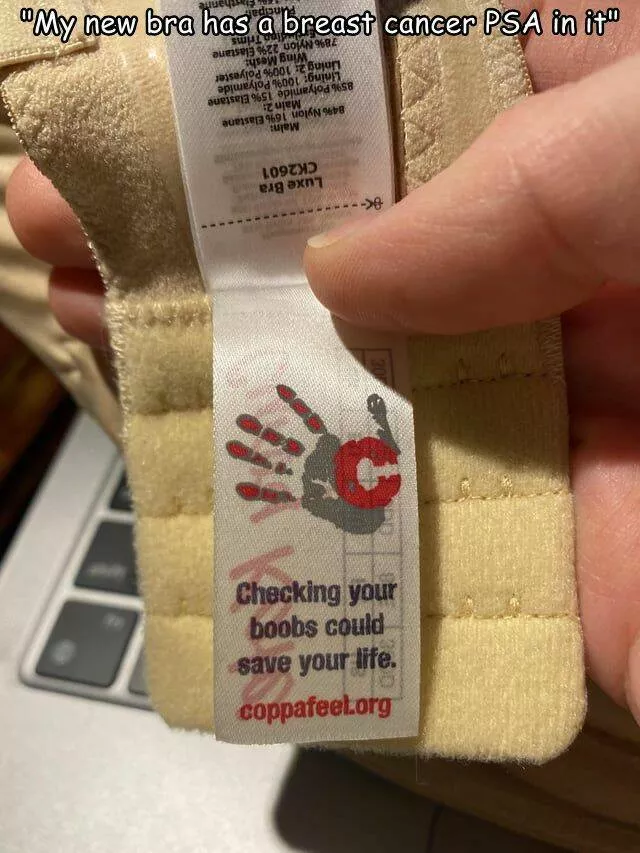 "My new bra has a breast cancer PSA in it"
Luxe Bra
CK2601
Main:
84% Nylon 16% Elastane
Main 2:
85% Polyamide 15% Elastane
Lining: 100% Polyamide
Lining 2: 100% Polyester
Wing Mesh:
78% Nylon 22% Elastane
Trims
C
Checking your
boobs could
save your life.
coppafeel.org